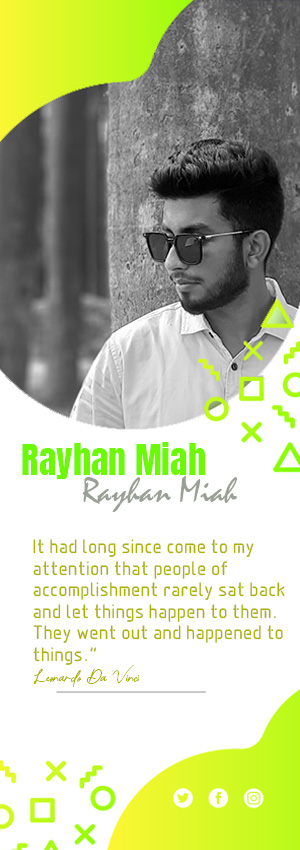 Rayhan Miah
Rayhan Miah
It had long since come to my
attention that people of
accomplishment rarely sat back
and let things happen to them.
They went out and happened to
things."
Leonardo Da Vinci